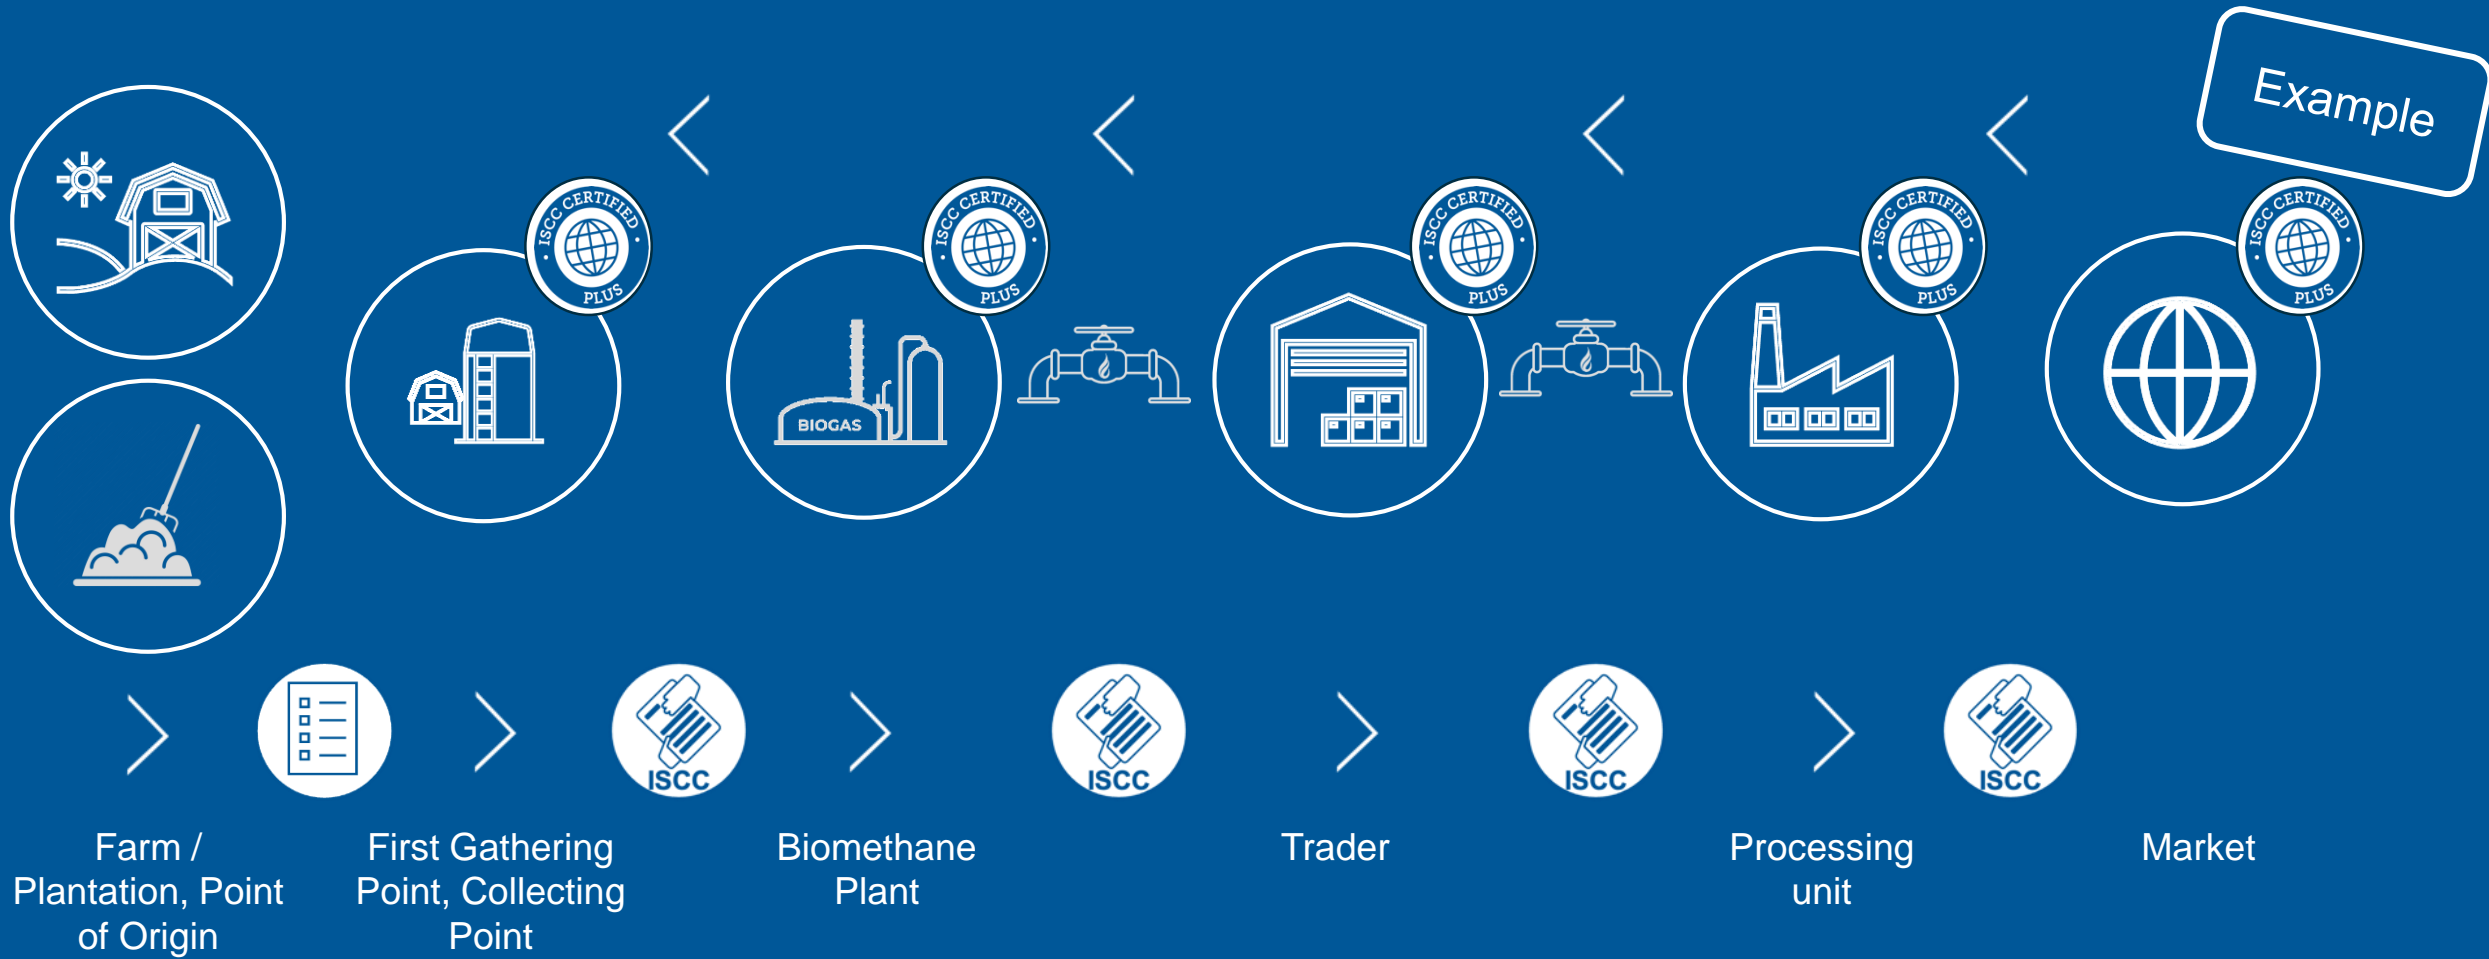 Example
ISCC CERTIFIED
PLUS
ISCC CERTIFIED
PLUS
ISCC CERTIFIED
PLUS
ISCC CERTIFIED
PLUS
ISCC CERTIFIED
PLUS
BIOGAS
ISCC
ISCC
ISCC
ISCC
Farm /
Plantation, Point
of Origin
First Gathering
Point, Collecting
Point
Biomethane
Plant
Trader
Processing
unit
Market